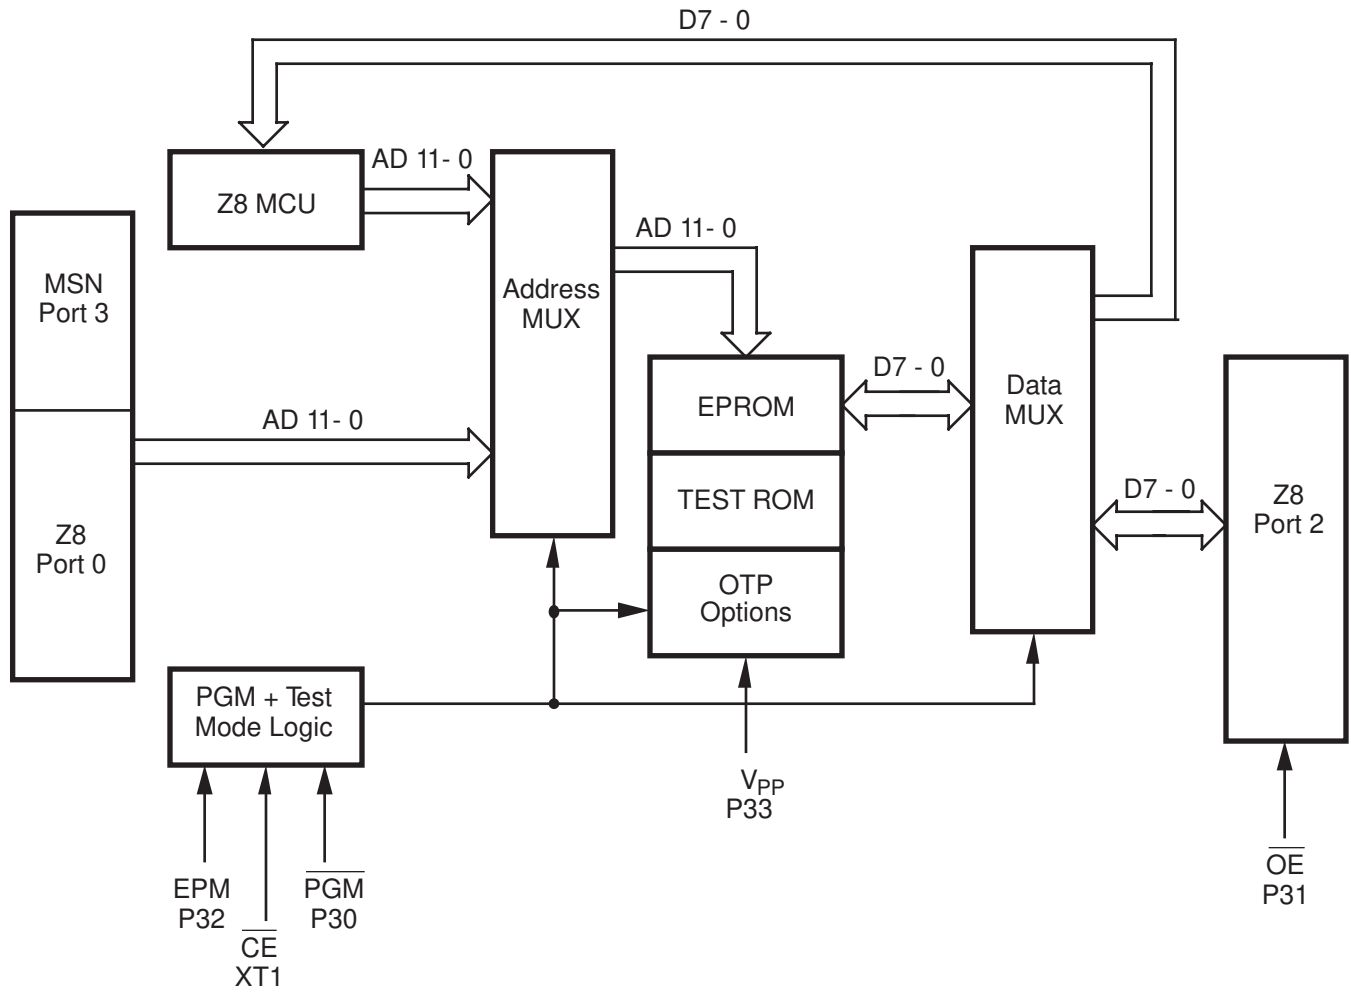 D7 - 0
AD 11- 0
Z8 MCU
AD 11- 0
MSN
Port 3
Address
MUX
D7 - 0
Data
MUX
EPROM
AD 11- 0
TEST ROM
D7 - 0
Z8
Port 2
Z8
Port 0
OTP
Options
PGM + Test
Mode Logic
VPP
P33
EPM
P32
CE
XT1
PGM
P30
OE
P31